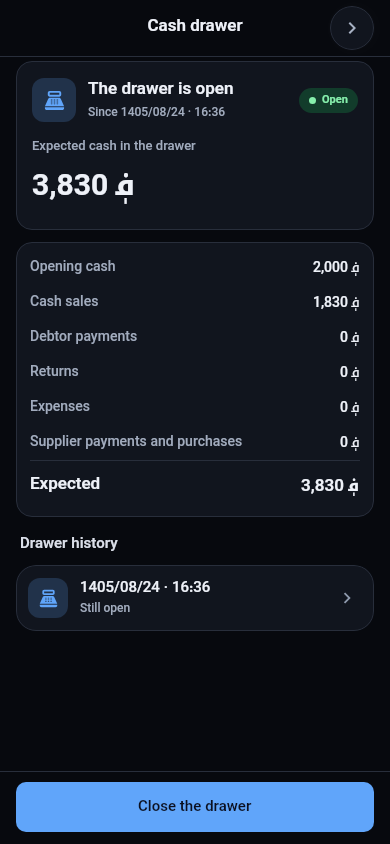 Cash drawer
The drawer is open
Since 1405/08/24 · 16:36
Open
Expected cash in the drawer
3,830 ؋
Opening cash
2,000 ؋
Cash sales
1,830 ؋
Debtor payments
0 ؋
Returns
0 ؋
Expenses
0 ؋
Supplier payments and purchases
0 ؋
Expected
3,830 ؋
Drawer history
1405/08/24 · 16:36
Still open
Close the drawer